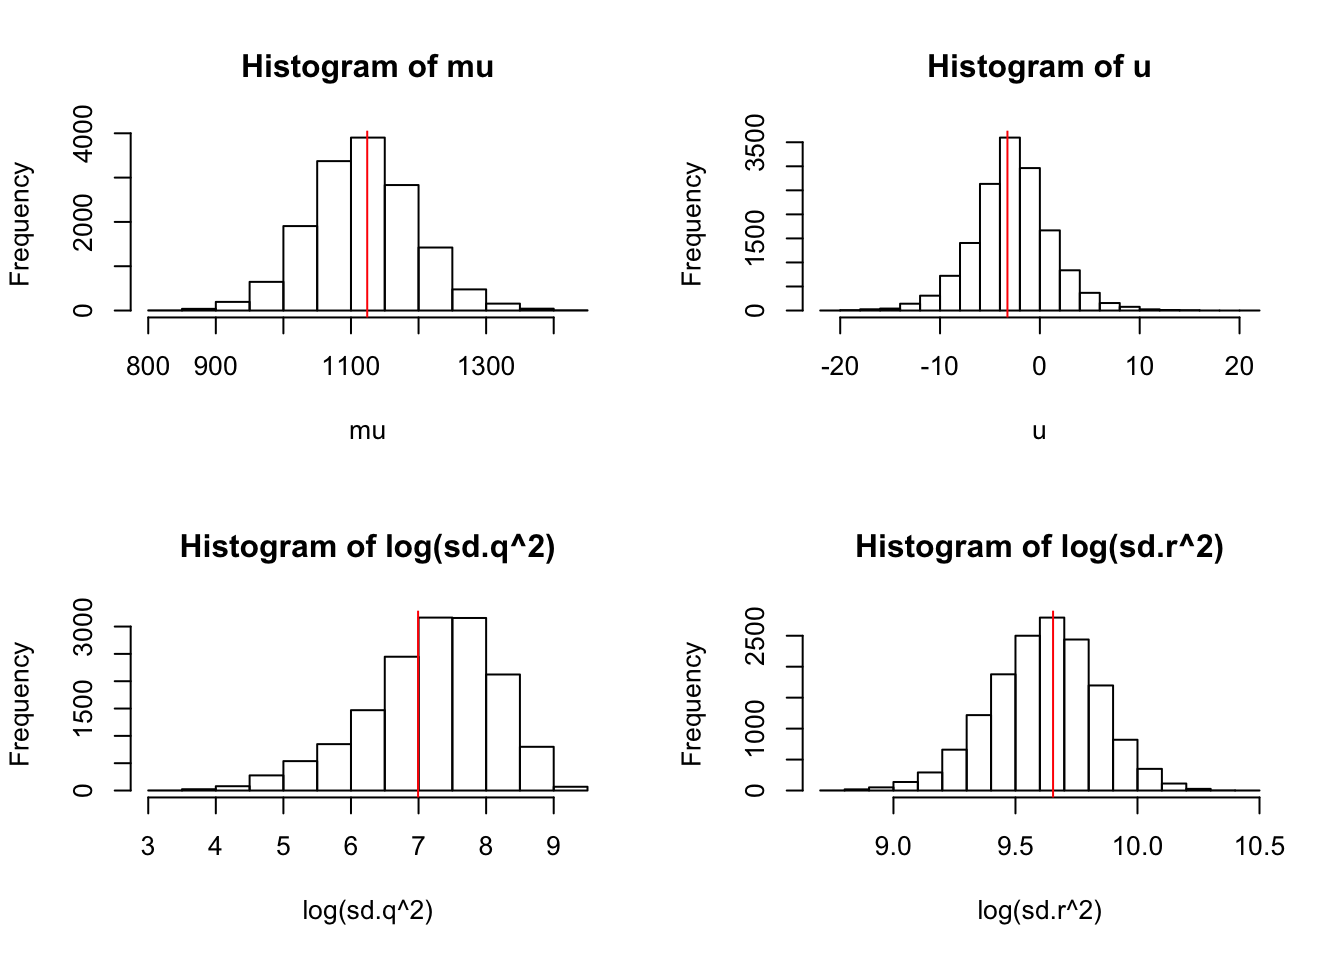 Histogram of mu
Frequency
4000
2000
0
800 900 1100 1300
mu
Histogram of u
Frequency
3500
1500
0
-20 -10 0 10 20
u
Histogram of log(sd.q^2)
Frequency
3000
1500
0
3 4 5 6 7 8 9
log(sd.q^2)
Histogram of log(sd.r^2)
Frequency
2500
1000
0
9.0 9.5 10.0 10.5
log(sd.r^2)